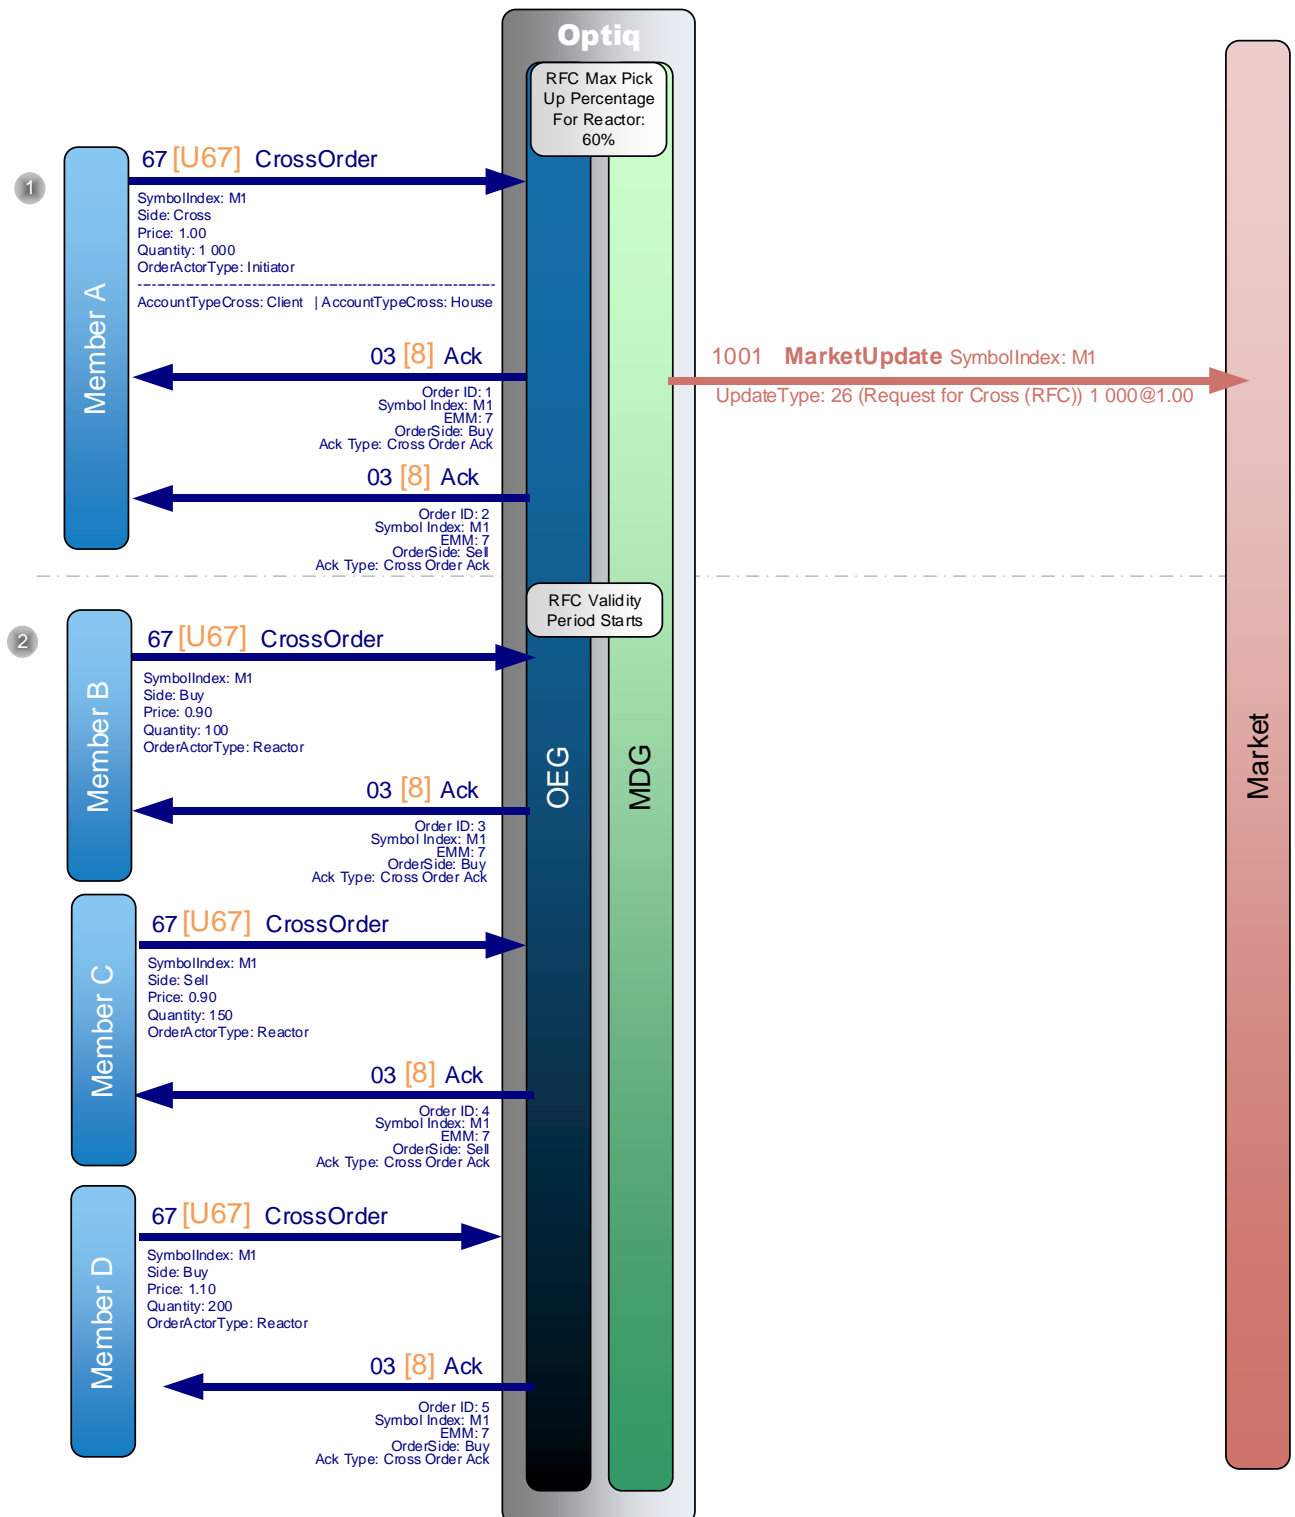 Optiq
RFC Max Pick
Up Percentage
For Reactor:
60%
1
Member A
67 [U67] CrossOrder
SymbolIndex: M1
Side: Cross
Price: 1.00
Quantity: 1 000
OrderActorType: Initiator
AccountTypeCross: Client | AccountTypeCross: House
03 [8] Ack
Order ID: 1
Symbol Index: M1
EMM: 7
OrderSide: Buy
Ack Type: Cross Order Ack
1001 MarketUpdate SymbolIndex: M1
UpdateType: 26 (Request for Cross (RFC)) 1 000@1.00
03 [8] Ack
Order ID: 2
Symbol Index: M1
EMM: 7
OrderSide: Sell
Ack Type: Cross Order Ack
RFC Validity
Period Starts
2
Member B
67 [U67] CrossOrder
SymbolIndex: M1
Side: Buy
Price: 0.90
Quantity: 100
OrderActorType: Reactor
OEG
MDG
Market
03 [8] Ack
Order ID: 3
Symbol Index: M1
EMM: 7
OrderSide: Buy
Ack Type: Cross Order Ack
Member C
67 [U67] CrossOrder
SymbolIndex: M1
Side: Sell
Price: 0.90
Quantity: 150
OrderActorType: Reactor
03 [8] Ack
Order ID: 4
Symbol Index: M1
EMM: 7
OrderSide: Sell
Ack Type: Cross Order Ack
Member D
67 [U67] CrossOrder
SymbolIndex: M1
Side: Buy
Price: 1.10
Quantity: 200
OrderActorType: Reactor
03 [8] Ack
Order ID: 5
Symbol Index: M1
EMM: 7
OrderSide: Buy
Ack Type: Cross Order Ack